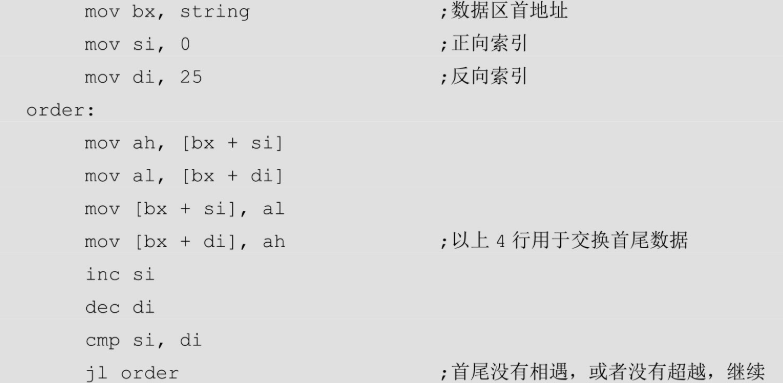 mov bx, string ;数据区首地址
mov si, 0 ;正向索引
mov di, 25 ;反向索引
order:
mov ah, [bx + si]
mov al, [bx + di]
mov [bx + si], al
mov [bx + di], ah ;以上 4 行用于交换首尾数据
inc si
dec di
cmp si, di
jl order ;首尾没有相遇，或者没有超越，继续